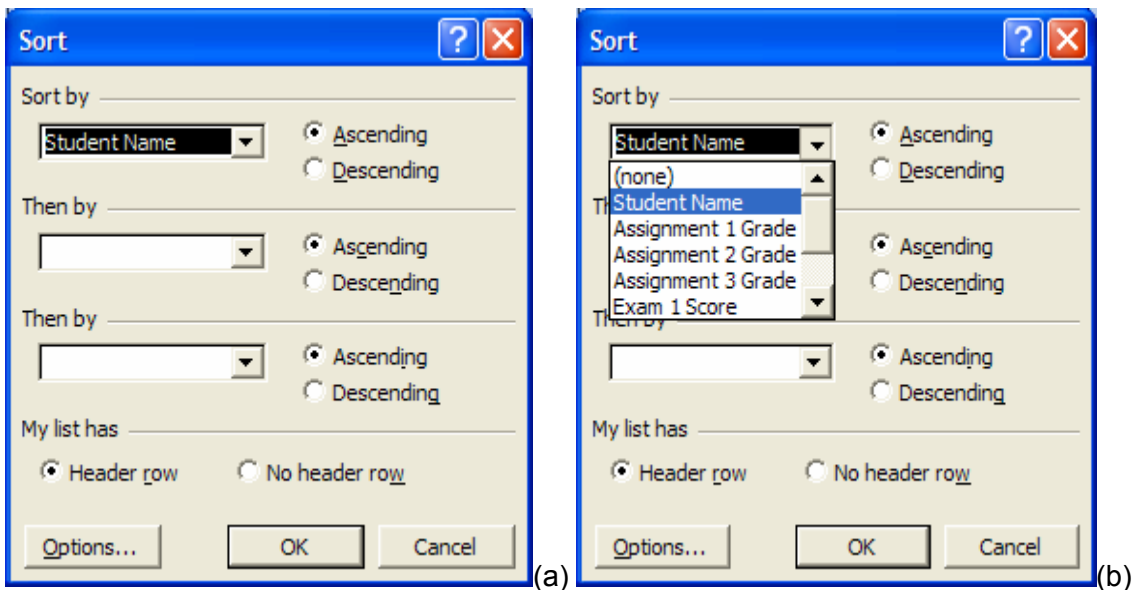 Sort
Sort by
Student Name
Ascending
Descending
Then by
Ascending
Descending
Then by
Ascending
Descending
My list has
Header row No header row
Options... OK Cancel
(a)
Sort
Sort by
Student Name
Ascending
(none)
Descending
Student Name
Assignment 1 Grade
Assignment 2 Grade
Ascending
Assignment 3 Grade
Descending
Exam 1 Score
Then by
Ascending
Descending
My list has
Header row No header row
Options... OK Cancel
(b)